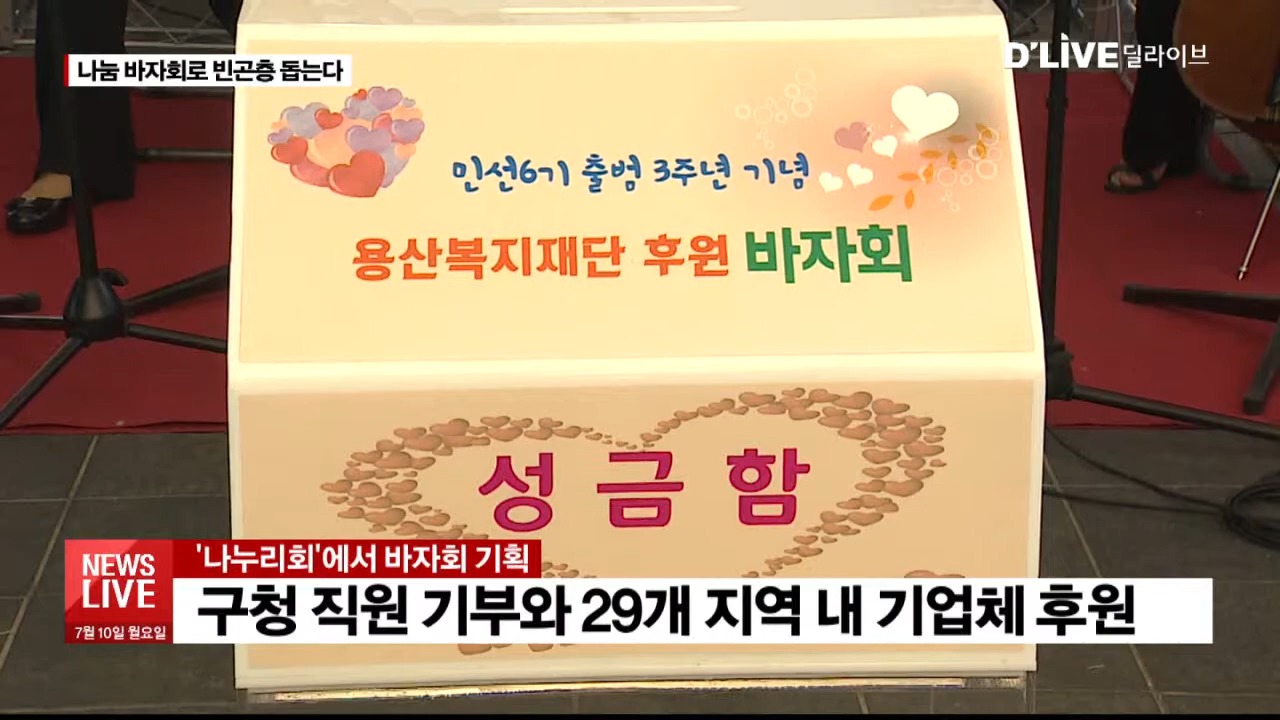 나눔 바자회로 빈곤층 돕는다
D'LIVE 딜라이브
민선6기 출범 3주년 기념
용산복지재단 후원 바자회
성금함
NEWS LIVE
7월 10일 월요일
'나누리회'에서 바자회 기획
구청 직원 기부와 29개 지역 내 기업체 후원